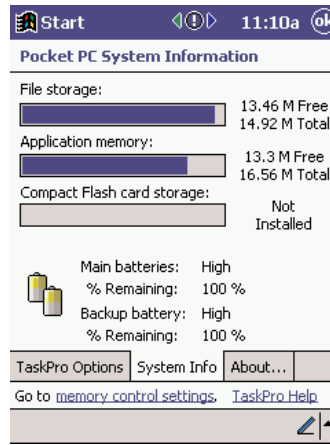 Start 11:10a ok
Pocket PC System Information
File storage:
13.46 M Free
14.92 M Total
Application memory:
13.3 M Free
16.56 M Total
Compact Flash card storage:
Not
Installed
Main batteries: High
% Remaining: 100 %
Backup battery: High
% Remaining: 100 %
TaskPro Options System Info About...
Go to memory control settings. TaskPro Help